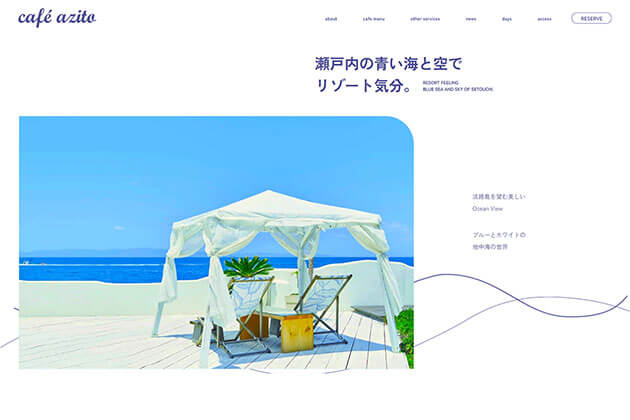 café azito
about
cafe menu
other services
news
days
access
RESERVE
瀬戸内の青い海と空で
リゾート気分。
RESORT FEELING
BLUE SEA AND SKY OF SETOUCHI.
淡路島を望む美しい
Ocean View
ブルーとホワイトの
地中海の世界